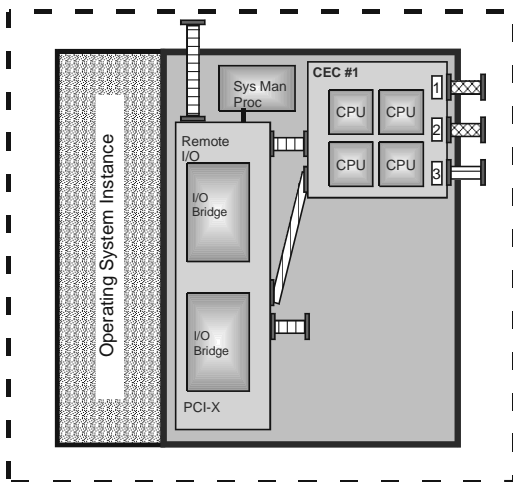 Operating System Instance
Sys Man
Proc
CEC #1
CPU
CPU
CPU
CPU
1
2
3
Remote
I/O
I/O
Bridge
I/O
Bridge
PCI-X